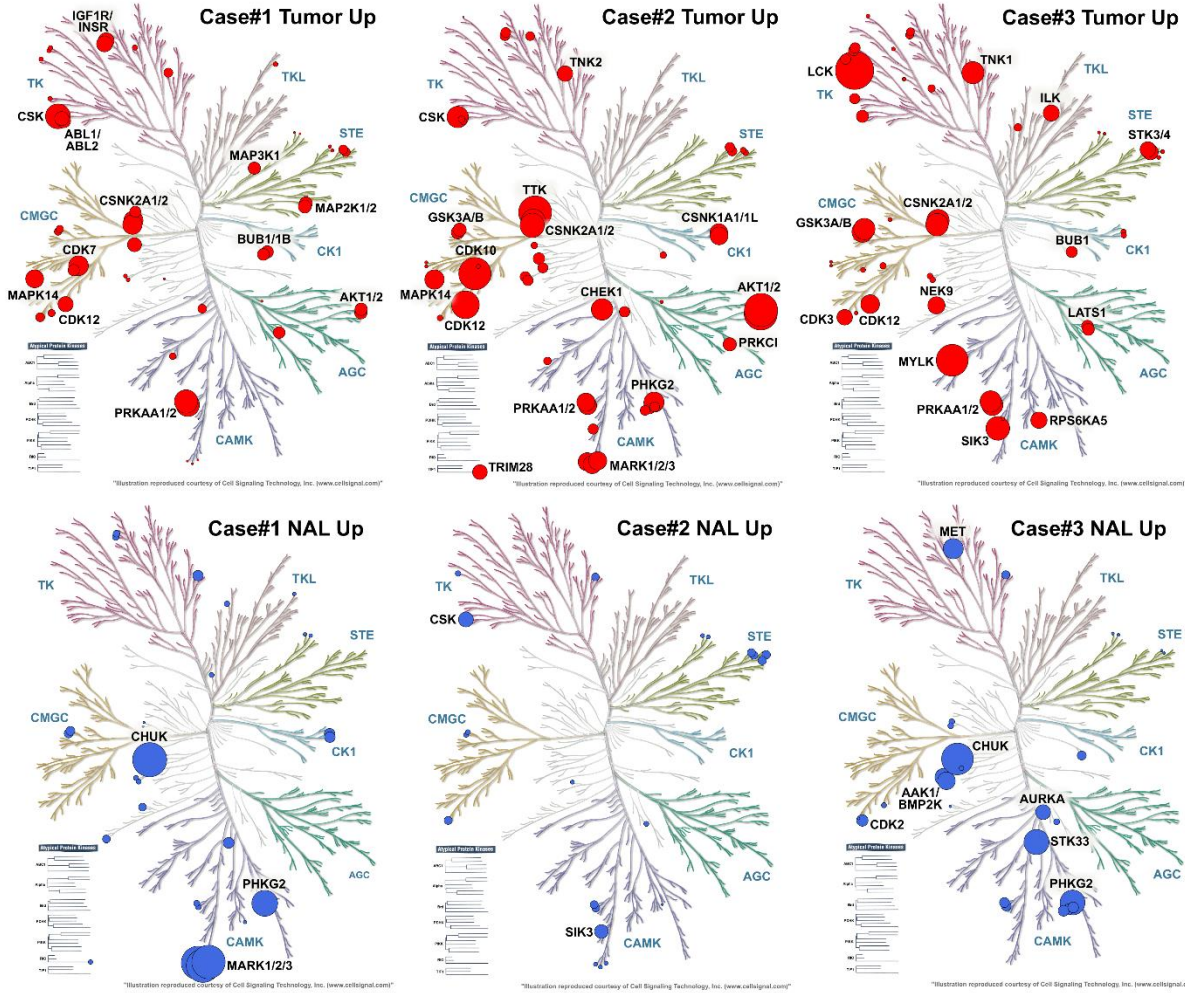 Case#1 Tumor Up
IGF1R/
INSR
TKL
TK
CSK
ABL1/
ABL2
STE
MAP3K1
CSNK2A1/2
MAP2K1/2
CMGC
BUB1/1B
CK1
CDK7
MAPK14
CDK12
AKT1/2
Atypical Protein Kinases
AGC
PRKAA1/2
CAMK
"Illustration reproduced courtesy of Cell Signaling Technology, Inc. (www.cellsignal.com)"
Case#2 Tumor Up
TNK2
TKL
TK
CSK
STE
TTK
CMGC
GSK3A/B
CSNK1A1/1L
CSNK2A1/2
CK1
CDK10
MAPK14
CHEK1
AKT1/2
CDK12
PRKCI
Atypical Protein Kinases
AGC
PHKG2
PRKAA1/2
CAMK
MARK1/2/3
TRIM28
"Illustration reproduced courtesy of Cell Signaling Technology, Inc. (www.cellsignal.com)"
Case#3 Tumor Up
TNK1
TKL
LCK
TK
ILK
STE
STK3/4
CMGC
CSNK2A1/2
GSK3A/B
BUB1
CK1
NEK9
CDK3
CDK12
LATS1
Atypical Protein Kinases
MYLK
AGC
PRKAA1/2
RPS6KA5
SIK3
CAMK
"Illustration reproduced courtesy of Cell Signaling Technology, Inc. (www.cellsignal.c
Case#1 NAL Up
TKL
TK
STE
CMGC
CHUK
CK1
Atypical Protein Kinases
AGC
PHKG2
CAMK
MARK1/2/3
"Illustration reproduced courtesy of Cell Signaling Technology, Inc. (www.cellsignal.com)"
Case#2 NAL Up
TKL
TK
CSK
STE
CMGC
CK1
Atypical Protein Kinases
AGC
SIK3
CAMK
"Illustration reproduced courtesy of Cell Signaling Technology, Inc. (www.cellsignal.com)"
Case#3 NAL Up
MET
TKL
TK
STE
CMGC
CHUK
CK1
AAK1/
BMP2K
AURKA
CDK2
STK33
Atypical Protein Kinases
AGC
PHKG2
CAMK
"Illustration reproduced courtesy of Cell Signaling Technology, Inc. (www.cellsignal.c